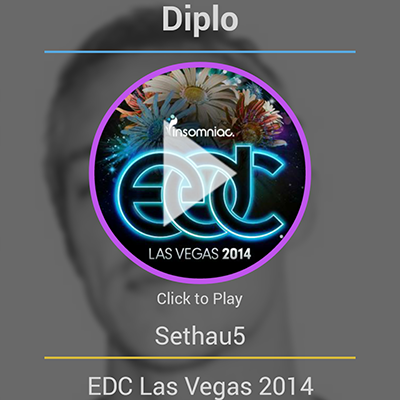 Diplo
insomniac.
edc.
LAS VEGAS 2014
Click to Play
Sethau5
EDC Las Vegas 2014